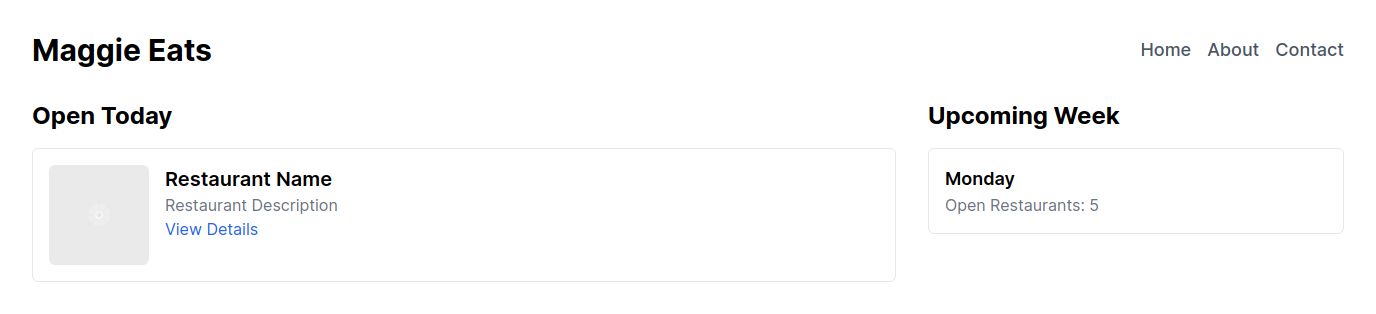 Maggie Eats
Home About Contact
Open Today
Restaurant Name
Restaurant Description
View Details
Upcoming Week
Monday
Open Restaurants: 5